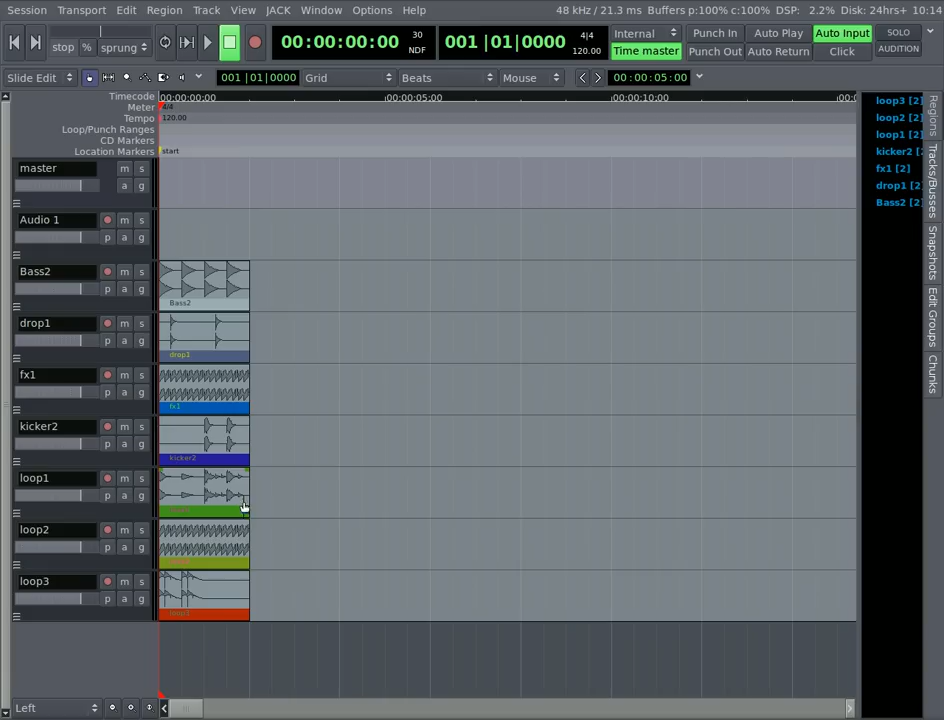 Session Transport Edit Region Track View JACK Window Options Help 48 kHz / 21.3 ms Buffers p:100% c:100% DSP: 2.2% Disk: 24hrs+ 10:14
stop % sprung 00:00:00:00 30 NDF 001|01|0000 4|4 120.00 Internal Time master Punch In Punch Out Auto Play Auto Return Auto Input Click SOLO AUDITION
Slide Edit 001|01|0000 Grid Beats Mouse 00:00:05:00
Timecode 00:00:00:00 00:00:05:00 00:00:10:00
Meter 4/4
Tempo 120.00
Loop/Punch Ranges
CD Markers
Location Markers start
master m s
a g
Audio 1 m s
p a g
Bass2 m s
p a g
Bass2
drop1 m s
p a g
drop1
fx1 m s
p a g
fx1
kicker2 m s
p a g
kicker2
loop1 m s
p a g
loop2 m s
p a g
loop3 m s
p a g
loop3
Left
loop3 [2]
loop2 [2]
loop1 [2]
kicker2 [2
fx1 [2]
drop1 [2]
Bass2 [2]
Regions
Tracks/Busses
Snapshots
Edit Groups
Chunks